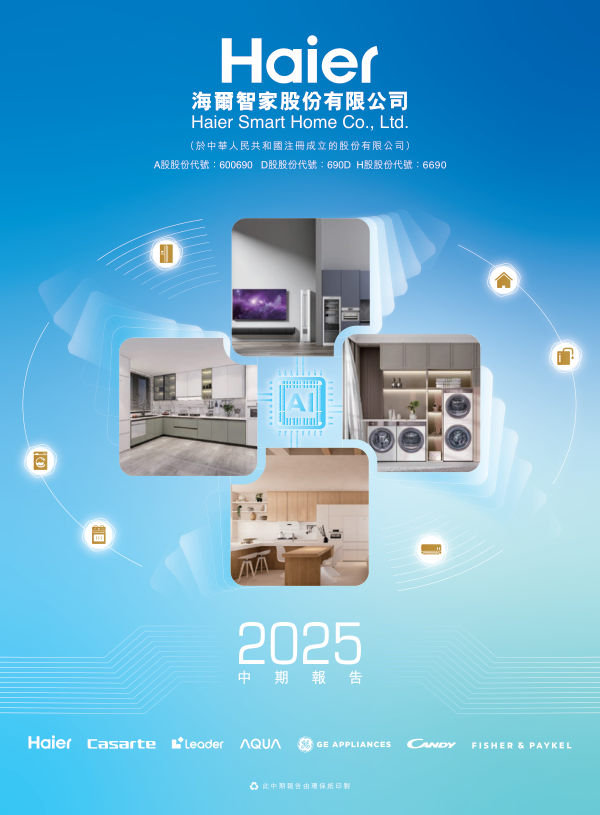 Haier
海爾智家股份有限公司
Haier Smart Home Co., Ltd.
（於中華人民共和國註冊成立的股份有限公司）
A股股份代號：600690 D股股份代號：690D H股股份代號：6690
AI
2025
中期報告
Haier Casarte Leader AQUA GE APPLIANCES CANDY FISHER & PAYKEL
此中期報告由環保紙印製